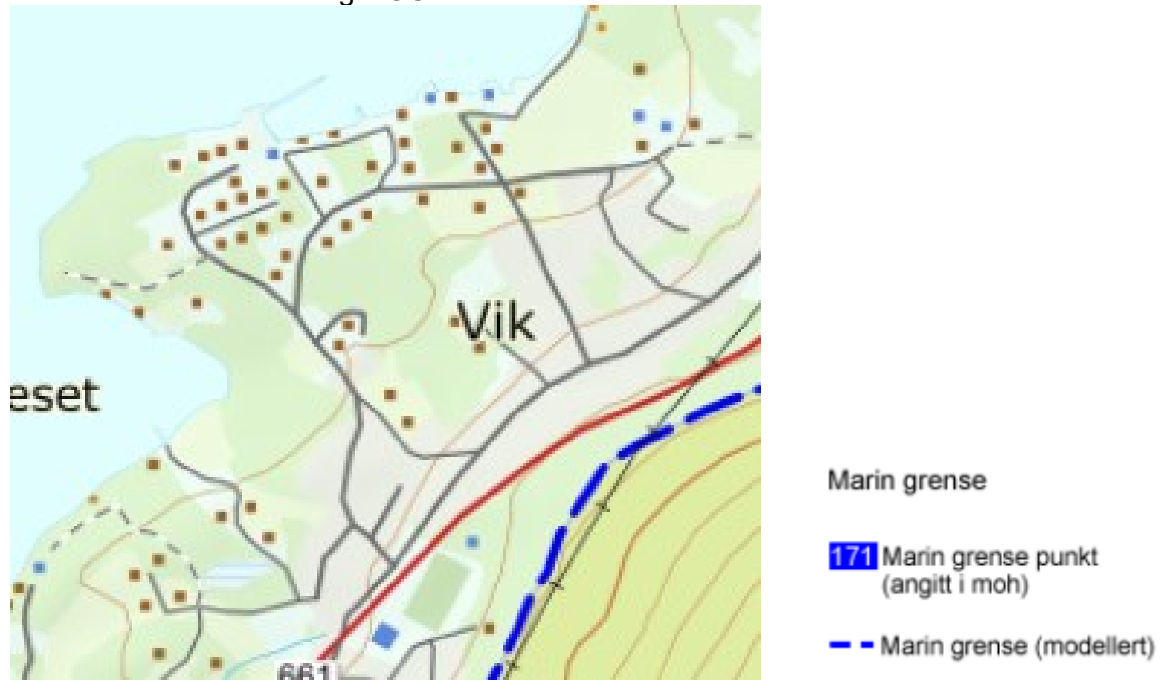 Vik
eset
661
Marin grense
171 Marin grense punkt
(angitt i moh)
Marin grense (modellert)